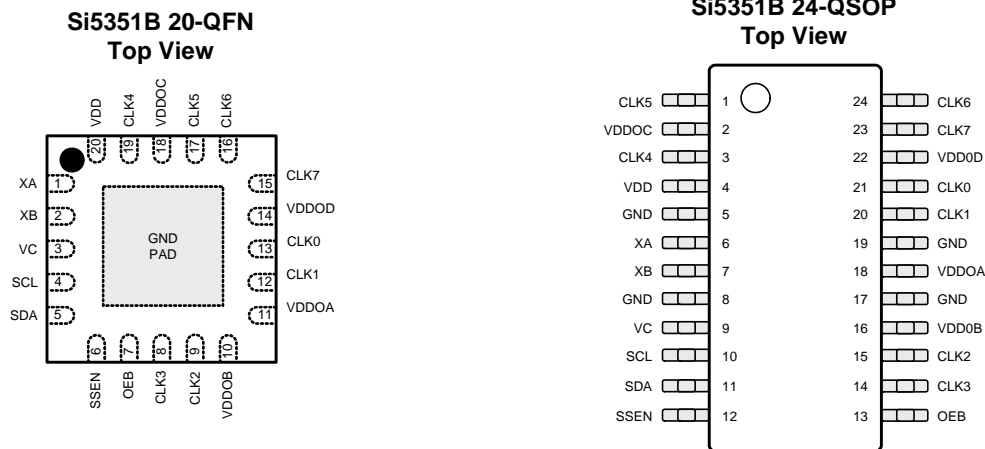 Si5351B 20-QFN
Top View
VDD
CLK4
VDDOC
CLK5
CLK6
20
19
18
17
16
XA 1
XB 2
VC 3
SCL 4
SDA 5
GND
PAD
15 CLK7
14 VDDOD
13 CLK0
12 CLK1
11 VDDOA
6
7
8
9
10
SSEN
OEB
CLK3
CLK2
VDDOB
Si5351B 24-QSOP
Top View
CLK5 1 24 CLK6
VDDOC 2 23 CLK7
CLK4 3 22 VDD0D
VDD 4 21 CLK0
GND 5 20 CLK1
XA 6 19 GND
XB 7 18 VDDOA
GND 8 17 GND
VC 9 16 VDD0B
SCL 10 15 CLK2
SDA 11 14 CLK3
SSEN 12 13 OEB